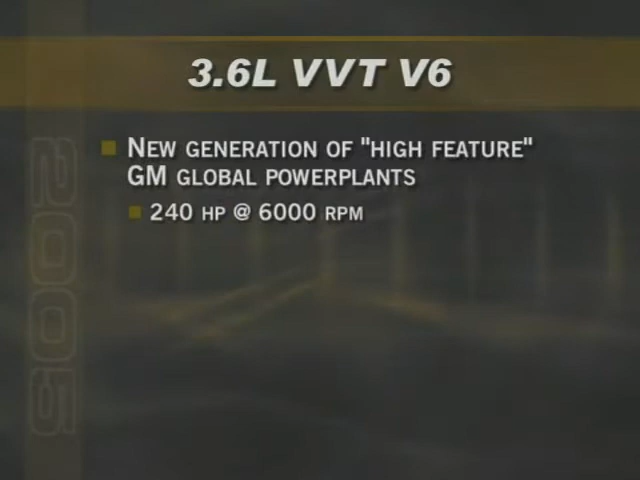 3.6L VVT V6
NEW GENERATION OF "HIGH FEATURE"
GM GLOBAL POWERPLANTS
240 HP @ 6000 RPM
2005